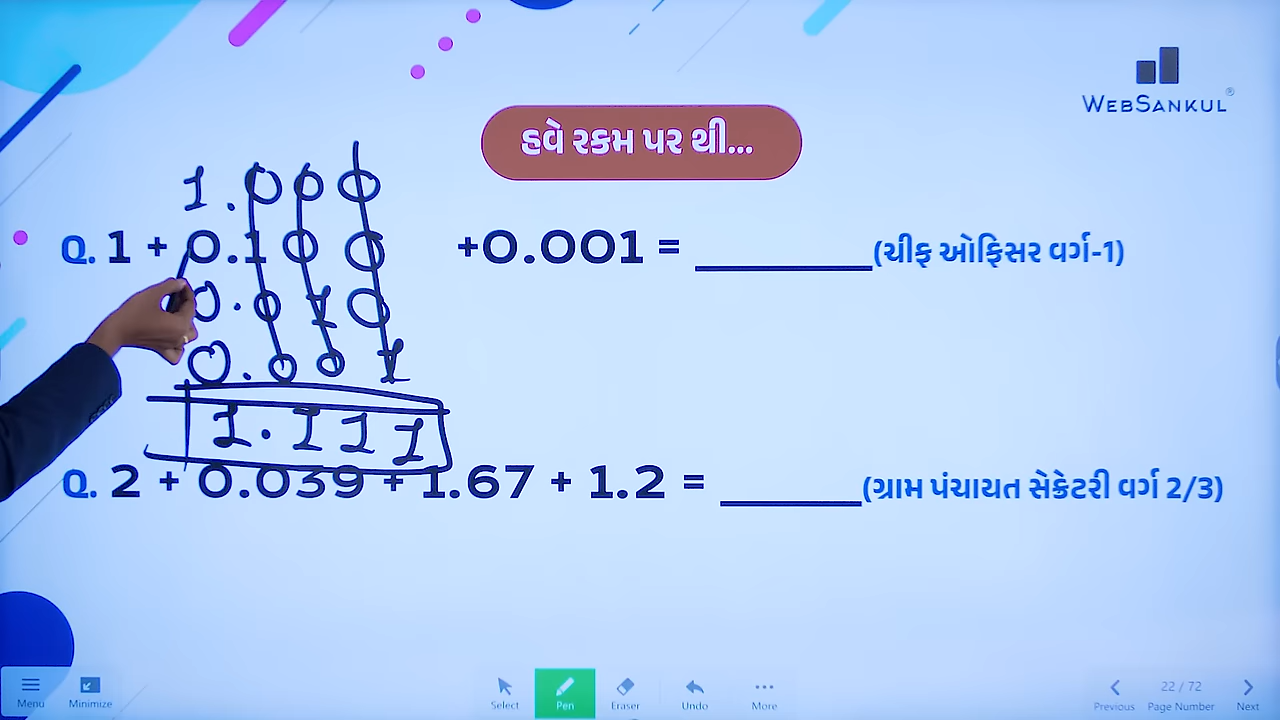 WEBSANKUL®
હવે રકમ પર થી...
1.000
Q. 1 + 0.100 +0.001 = ________ (ચીફ ઓફિસર વર્ગ-1)
0.010
0.001
1.111
Q. 2 + 0.039 + 1.67 + 1.2 = ________ (ગ્રામ પંચાયત સેક્રેટરી વર્ગ 2/3)
Menu Minimize Select Pen Eraser Undo More Previous 22 / 72 Page Number Next